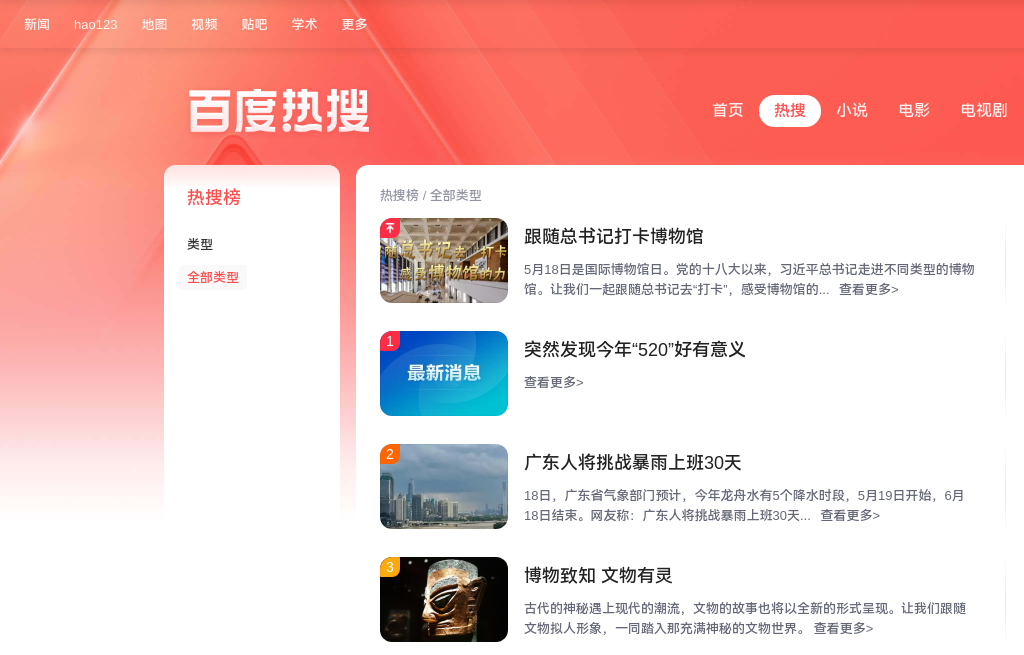 新闻 hao123 地图 视频 贴吧 学术 更多
百度热搜
首页 热搜 小说 电影 电视剧
热搜榜
类型
全部类型
热搜榜 / 全部类型
跟随总书记打卡博物馆
5月18日是国际博物馆日。党的十八大以来，习近平总书记走进不同类型的博物
馆。让我们一起跟随总书记去“打卡”，感受博物馆的... 查看更多>
总书记去 打卡
感受博物馆的力
1
最新消息
突然发现今年“520”好有意义
查看更多>
2
广东人将挑战暴雨上班30天
18日，广东省气象部门预计，今年龙舟水有5个降水时段，5月19日开始，6月
18日结束。网友称：广东人将挑战暴雨上班30天... 查看更多>
3
博物致知 文物有灵
古代的神秘遇上现代的潮流，文物的故事也将以全新的形式呈现。让我们跟随
文物拟人形象，一同踏入那充满神秘的文物世界。 查看更多>